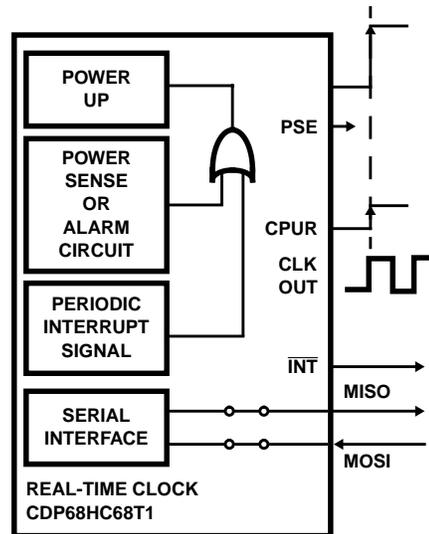 POWER
UP
PSE
POWER
SENSE
OR
ALARM
CIRCUIT
CPUR
CLK
OUT
PERIODIC
INTERRUPT
SIGNAL
INT
MISO
SERIAL
INTERFACE
MOSI
REAL-TIME CLOCK
CDP68HC68T1